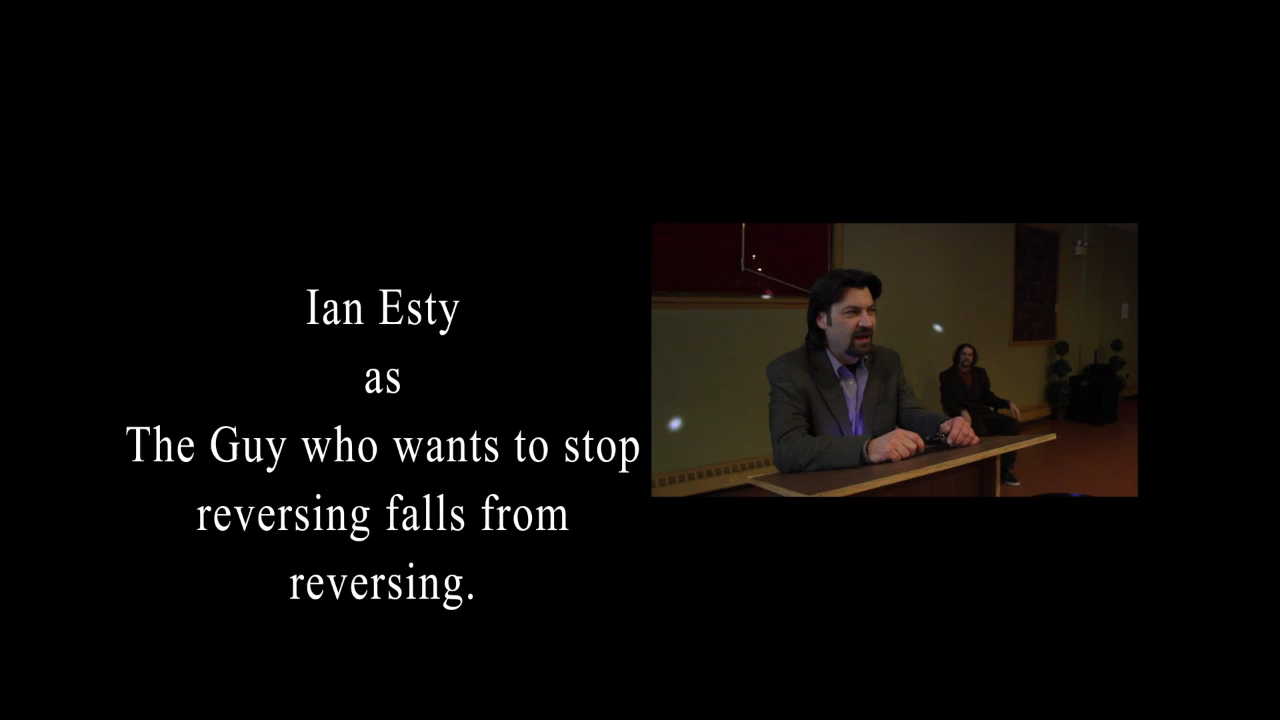 Ian Esty
as
The Guy who wants to stop
reversing falls from
reversing.